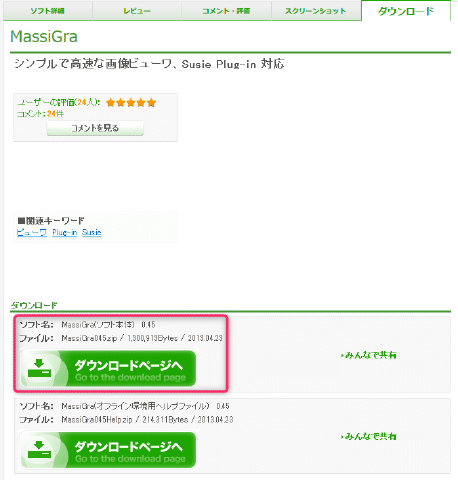 ソフト詳細
レビュー
コメント・評価
スクリーンショット
ダウンロード
MassiGra
シンプルで高速な画像ビューワ、Susie Plug-in 対応
ユーザーの評価(24人):
コメント:24件
コメントを見る
■関連キーワード
ビューワ Plug-in Susie
ダウンロード
ソフト名: MassiGra(ソフト本体) 0.45
ファイル: MassiGra045.zip / 1,300,973Bytes / 2013.04.23
ダウンロードページへ
Go to the download page
›みんなで共有
ソフト名: MassiGra(オフライン環境用ヘルプファイル) 0.45
ファイル: MassiGra045Help.zip / 214,311Bytes / 2013.04.23
ダウンロードページへ
Go to the download page
›みんなで共有